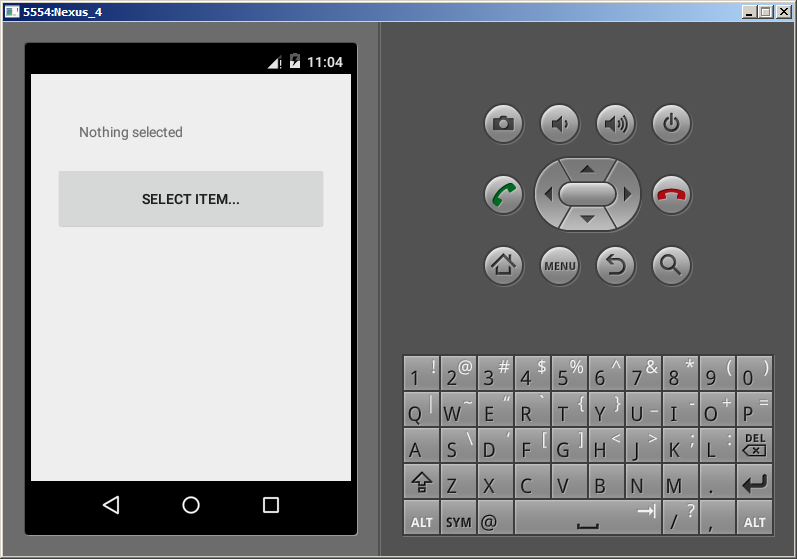 5554:Nexus_4
11:04
Nothing selected
SELECT ITEM...
MENU
1 ! 2 @ 3 # 4 $ 5 % 6 ^ 7 & 8 * 9 ( 0 )
Q | W ~ E “ R ` T { Y } U _ I - O + P =
A S \ D ‘ F [ G ] H < J > K ; L : DEL
Z X C V B N M .
ALT SYM @ / ? , ALT